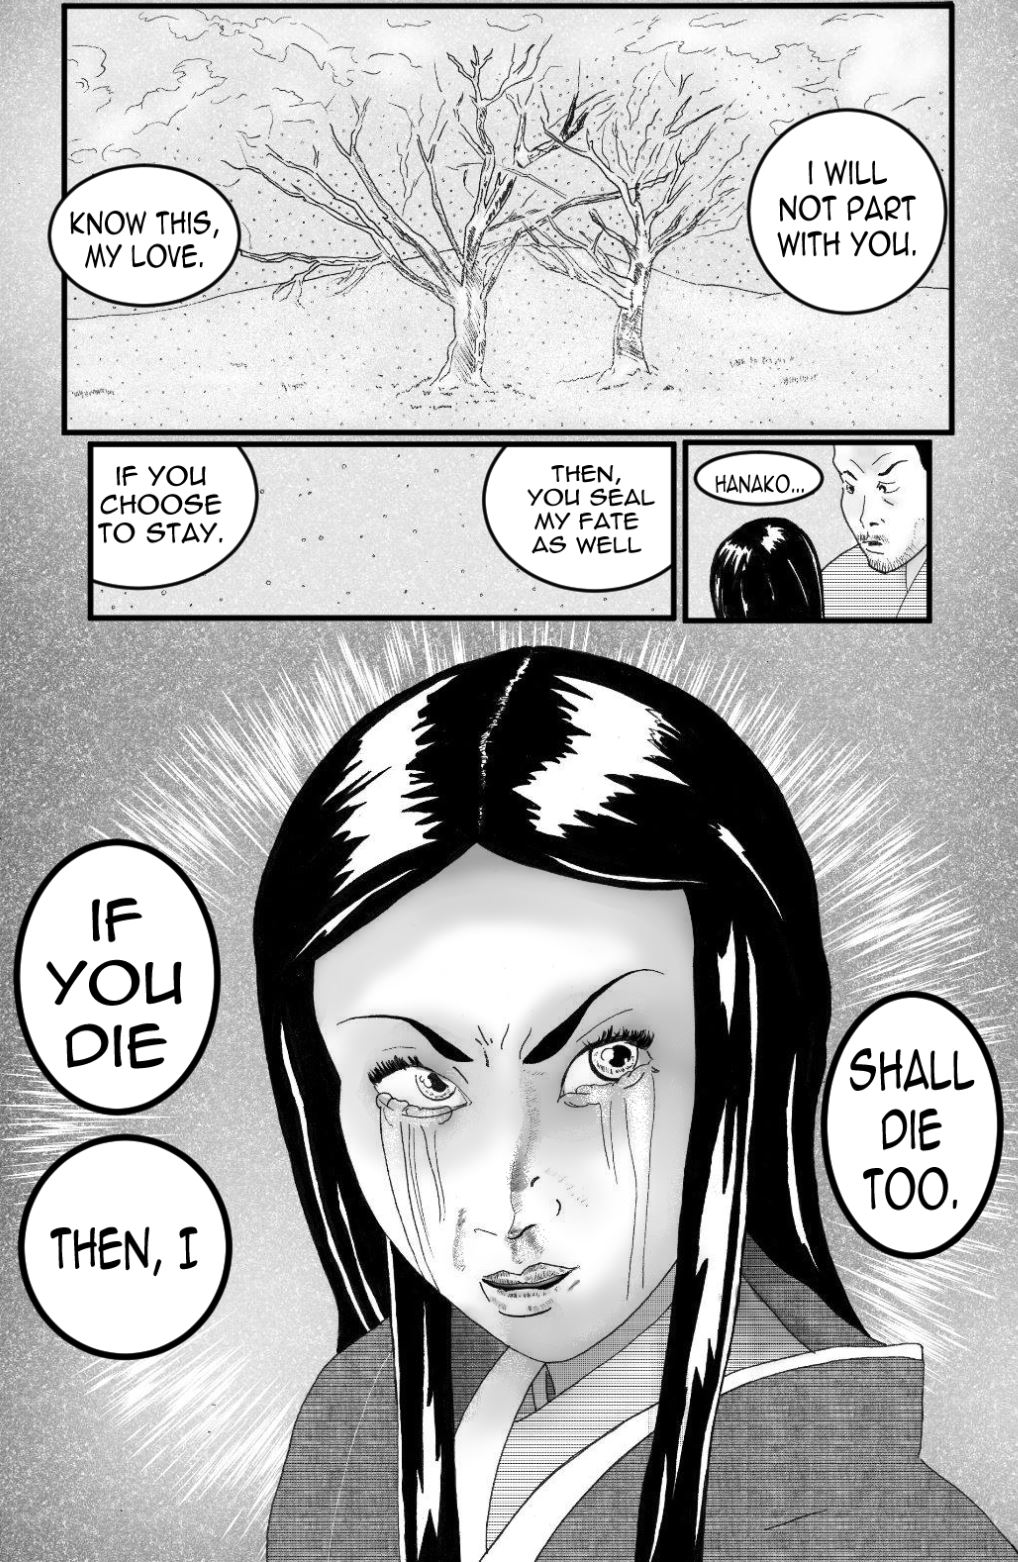 KNOW THIS,
MY LOVE.
I WILL
NOT PART
WITH YOU.
IF YOU
CHOOSE
TO STAY.
THEN,
YOU SEAL
MY FATE
AS WELL
HANAKO...
IF
YOU
DIE
THEN, I
SHALL
DIE
TOO.